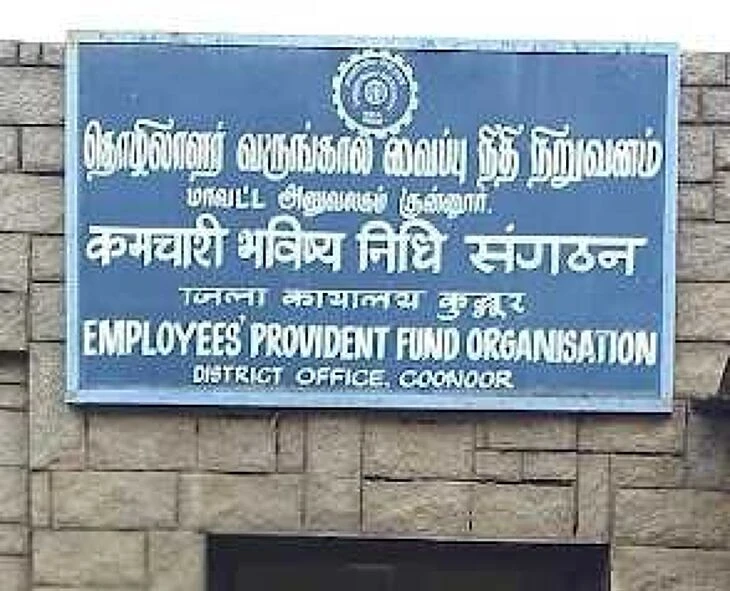 தொழிலாளர் வருங்கால வைப்பு நிதி நிறுவனம்
மாவட்ட அலுவலகம் குன்னூர்.
कर्मचारी भविष्य निधि संगठन
जिला कार्यालय कुन्नूर
EMPLOYEES' PROVIDENT FUND ORGANISATION
DISTRICT OFFICE, COONOOR